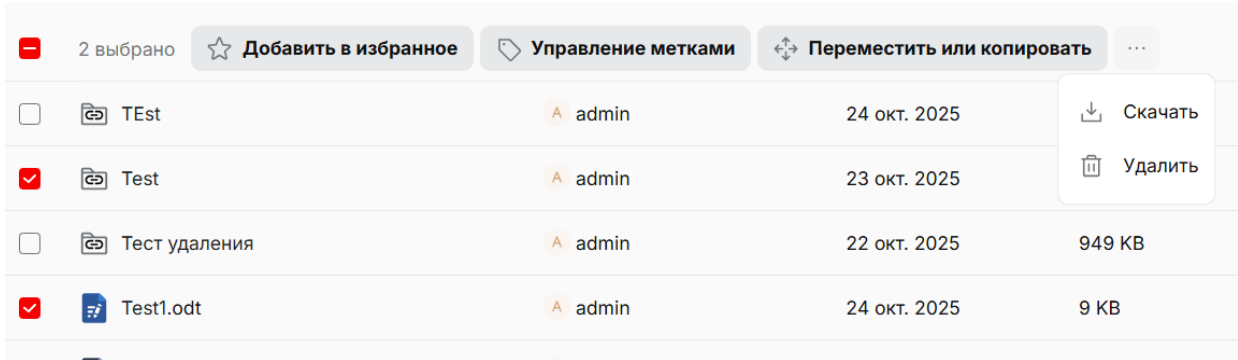 2 выбрано Добавить в избранное Управление метками Переместить или копировать ...
TEst A admin 24 окт. 2025 Скачать
Test A admin 23 окт. 2025 Удалить
Тест удаления A admin 22 окт. 2025 949 KB
Test1.odt A admin 24 окт. 2025 9 KB